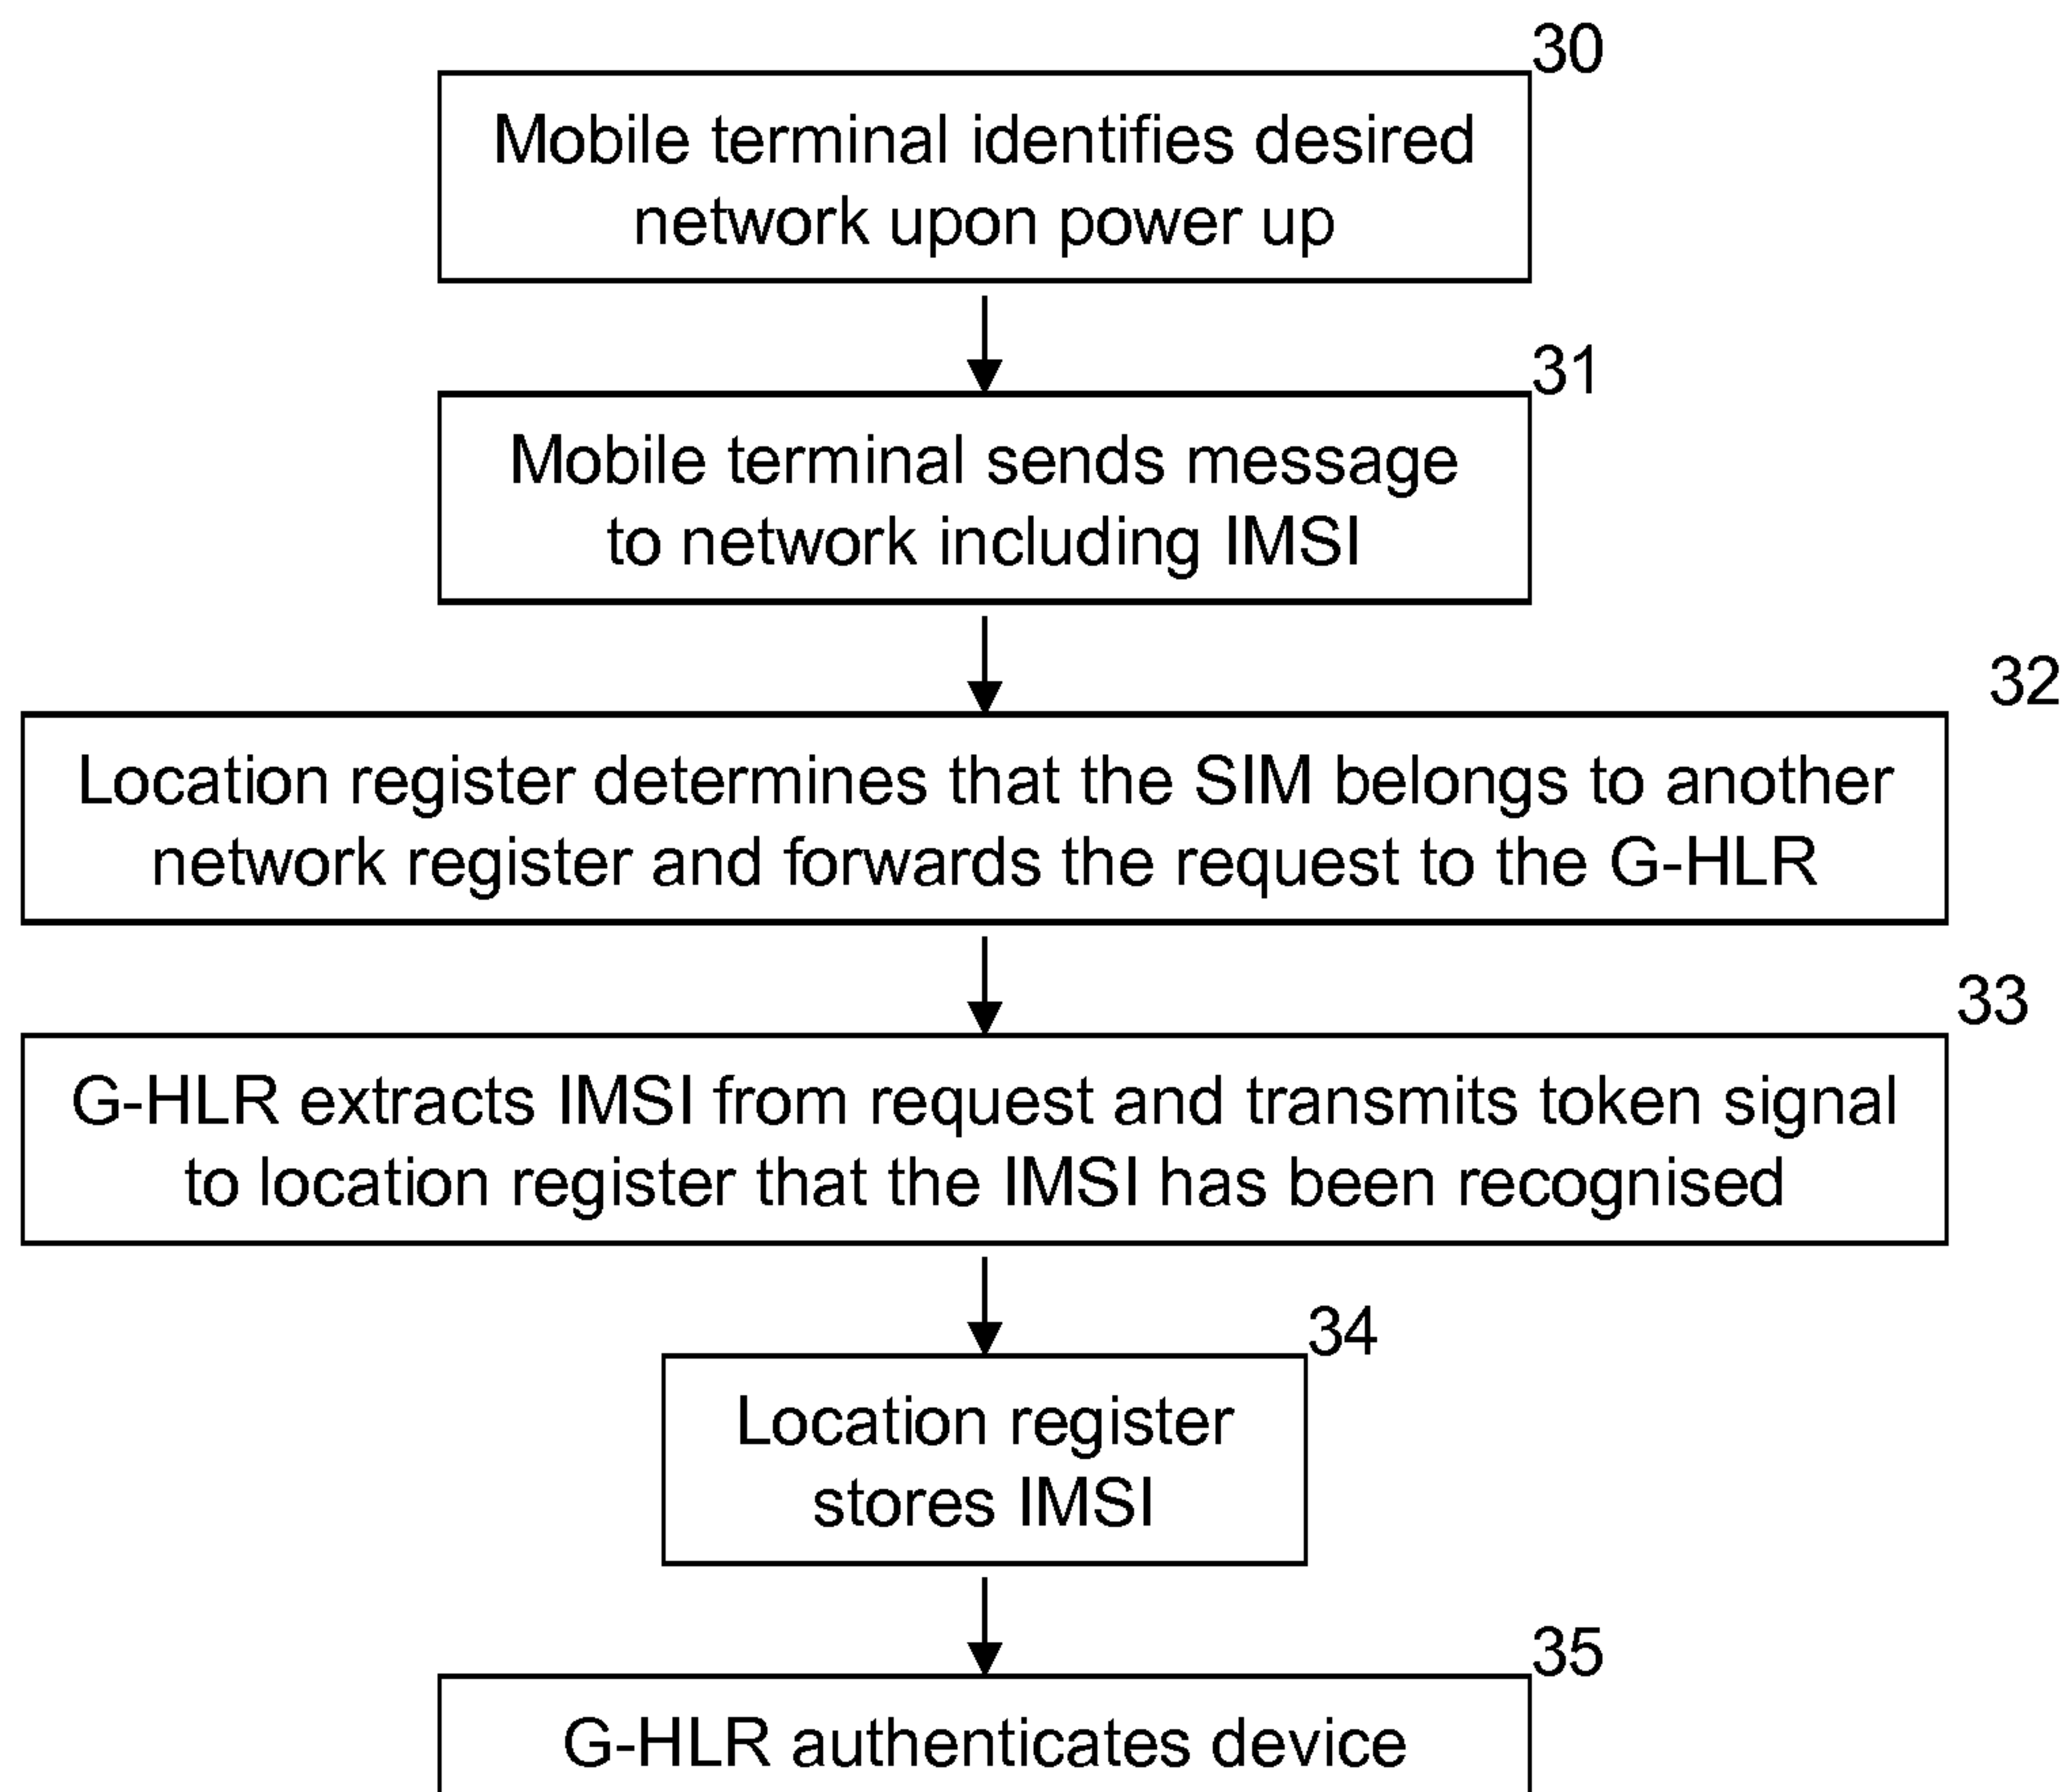 30
Mobile terminal identifies desired
network upon power up
31
Mobile terminal sends message
to network including IMSI
32
Location register determines that the SIM belongs to another
network register and forwards the request to the G-HLR
33
G-HLR extracts IMSI from request and transmits token signal
to location register that the IMSI has been recognised
34
Location register
stores IMSI
35
G-HLR authenticates device